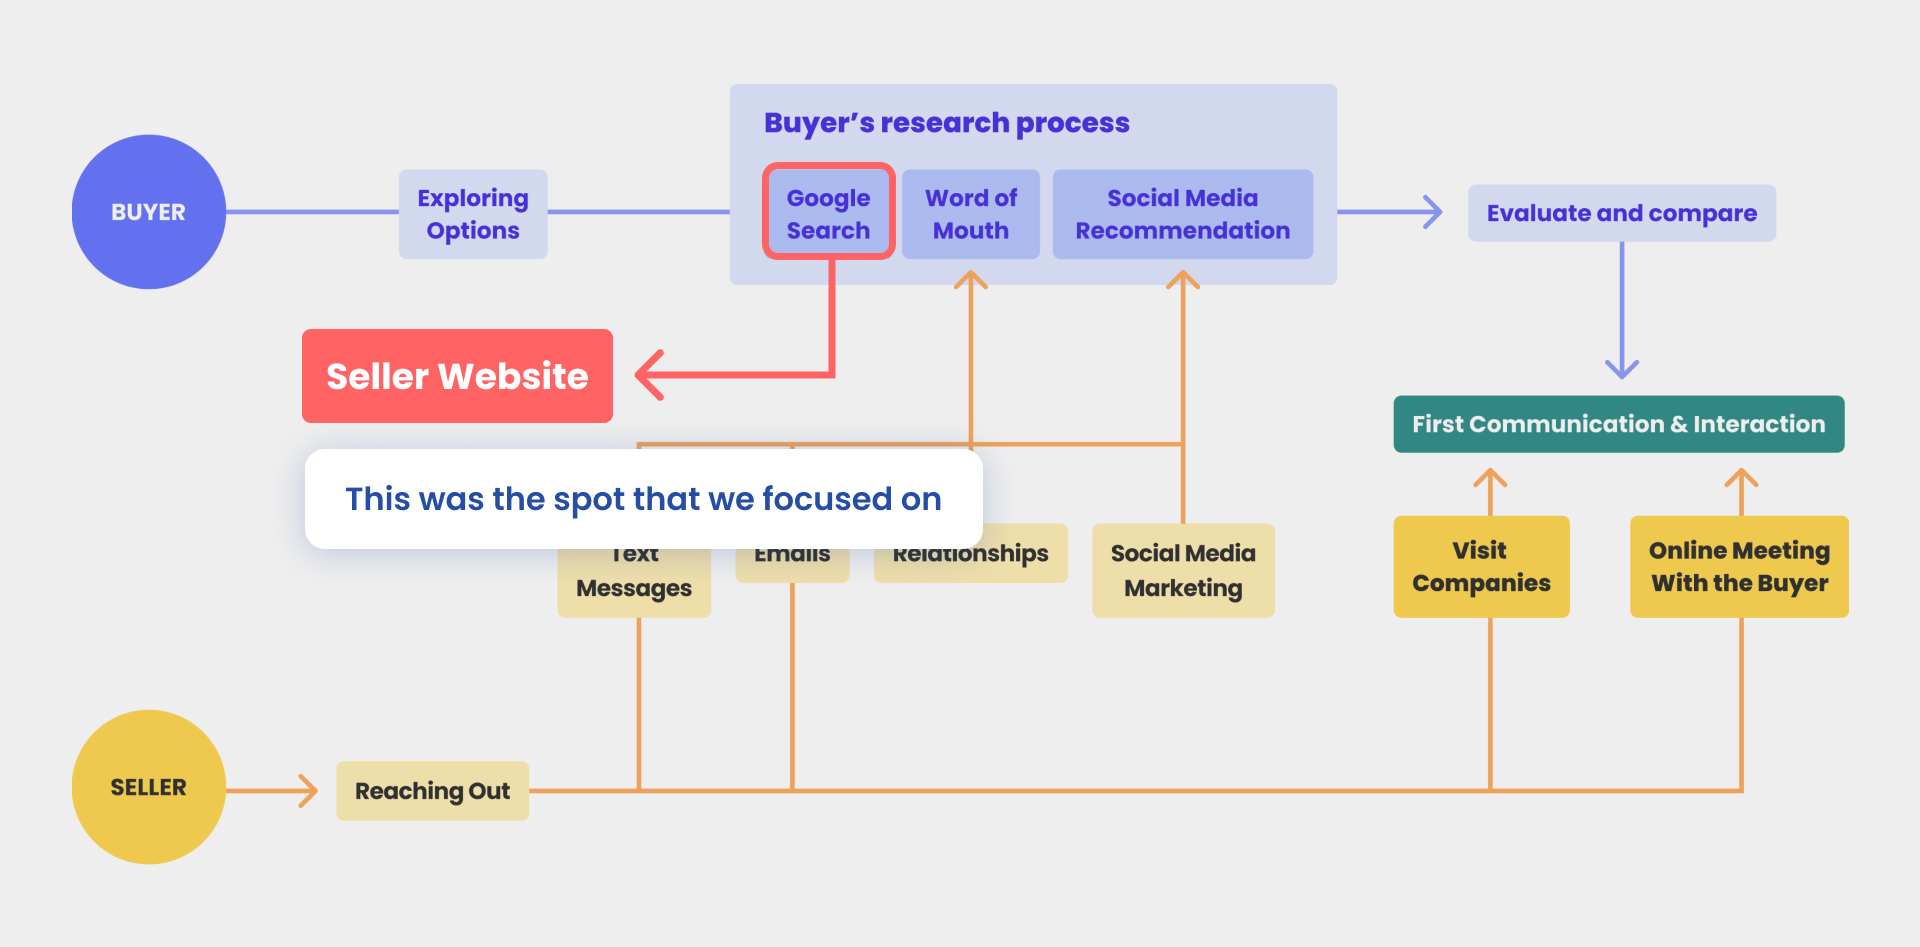 Buyer's research process
BUYER
Exploring
Options
Google
Search
Word of
Mouth
Social Media
Recommendation
Evaluate and compare
Seller Website
First Communication & Interaction
This was the spot that we focused on
Text
Messages
Emails
Relationships
Social Media
Marketing
Visit
Companies
Online Meeting
With the Buyer
SELLER
Reaching Out